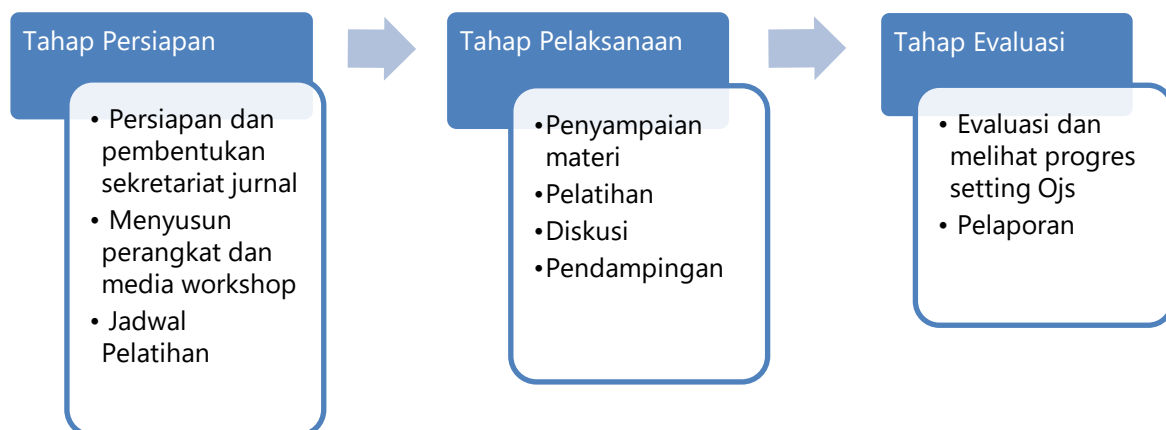 Tahap Persiapan
• Persiapan dan
pembentukan
sekretariat jurnal
• Menyusun
perangkat dan
media workshop
• Jadwal
Pelatihan
Tahap Pelaksanaan
•Penyampaian
materi
•Pelatihan
•Diskusi
•Pendampingan
Tahap Evaluasi
• Evaluasi dan
melihat progres
setting Ojs
• Pelaporan